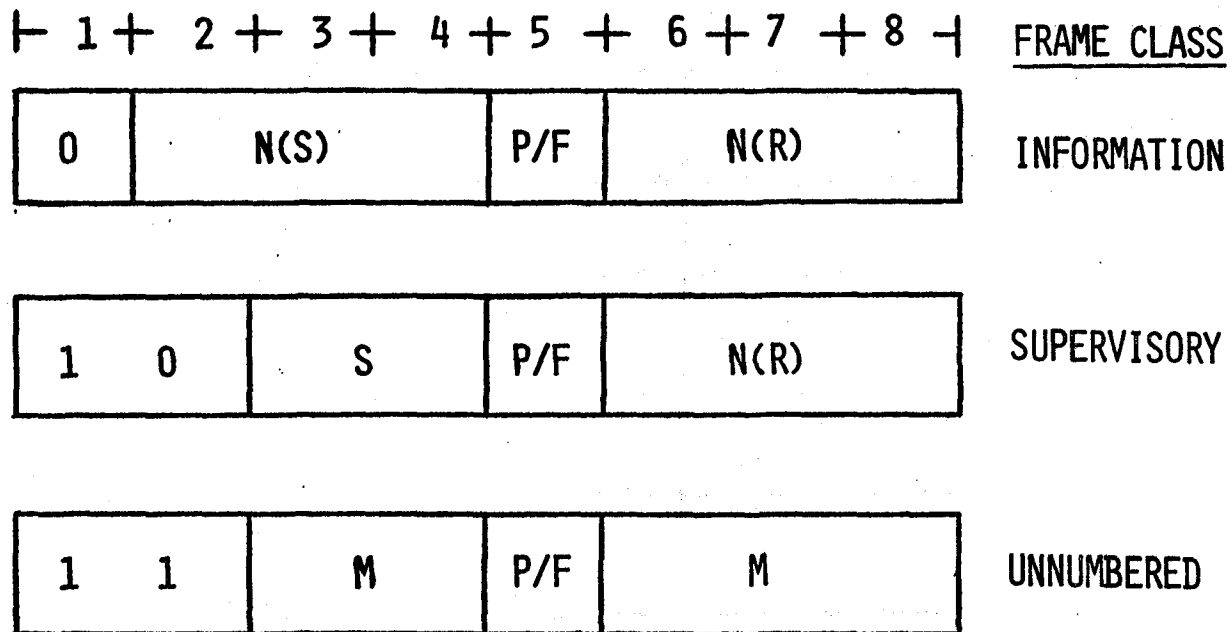 1 2 3 4 5 6 7 8 FRAME CLASS
0 N(S) P/F N(R) INFORMATION
1 0 S P/F N(R) SUPERVISORY
1 1 M P/F M UNNUMBERED